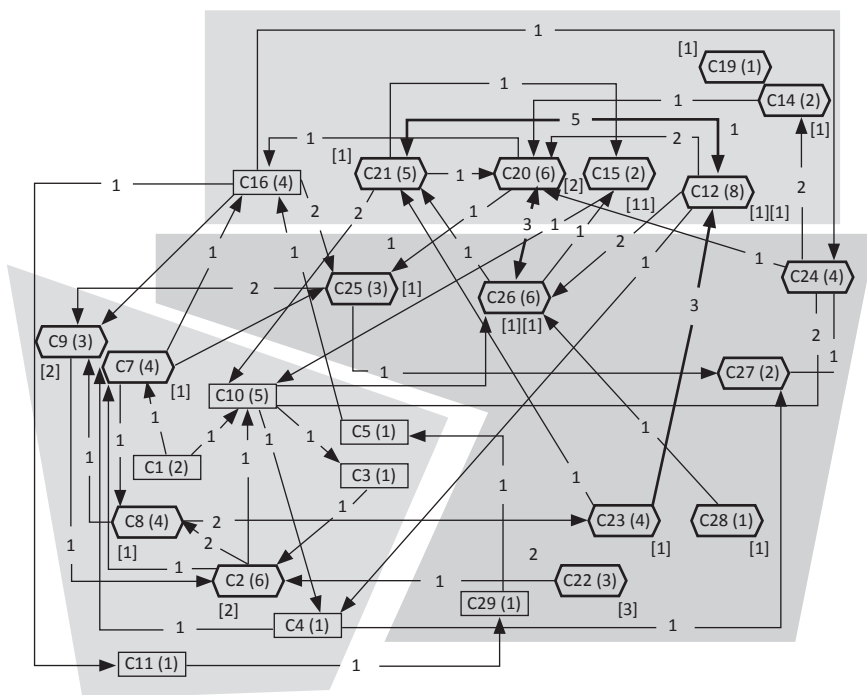 1
[1]
C19 (1)
C14 (2)
1
1
[1]
5
1
1
2
[1]
C21 (5)
1
C20 (6)
[2]
C15 (2)
C12 (8)
[11]
[1][1]
1
C16 (4)
2
2
1
3
1
2
1
2
1
1
1
C24 (4)
1
2
C25 (3)
[1]
C26 (6)
[1][1]
3
C9 (3)
[2]
C7 (4)
[1]
2
1
1
C27 (2)
C10 (5)
1
1
1
1
C5 (1)
1
C1 (2)
1
C3 (1)
1
1
1
1
C8 (4)
[1]
2
C23 (4)
[1]
C28 (1)
[1]
1
2
2
1
C2 (6)
[2]
1
C22 (3)
[3]
C29 (1)
1
C4 (1)
1
C11 (1)
1